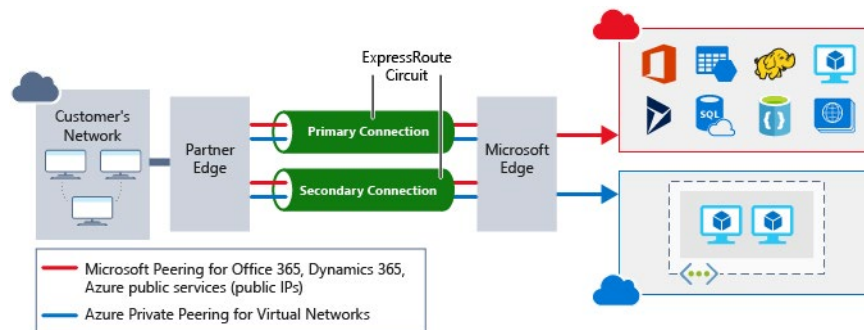 ExpressRoute
Circuit
Customer's
Network
Partner
Edge
Primary Connection
Secondary Connection
Microsoft
Edge
SQL
Microsoft Peering for Office 365, Dynamics 365,
Azure public services (public IPs)
Azure Private Peering for Virtual Networks